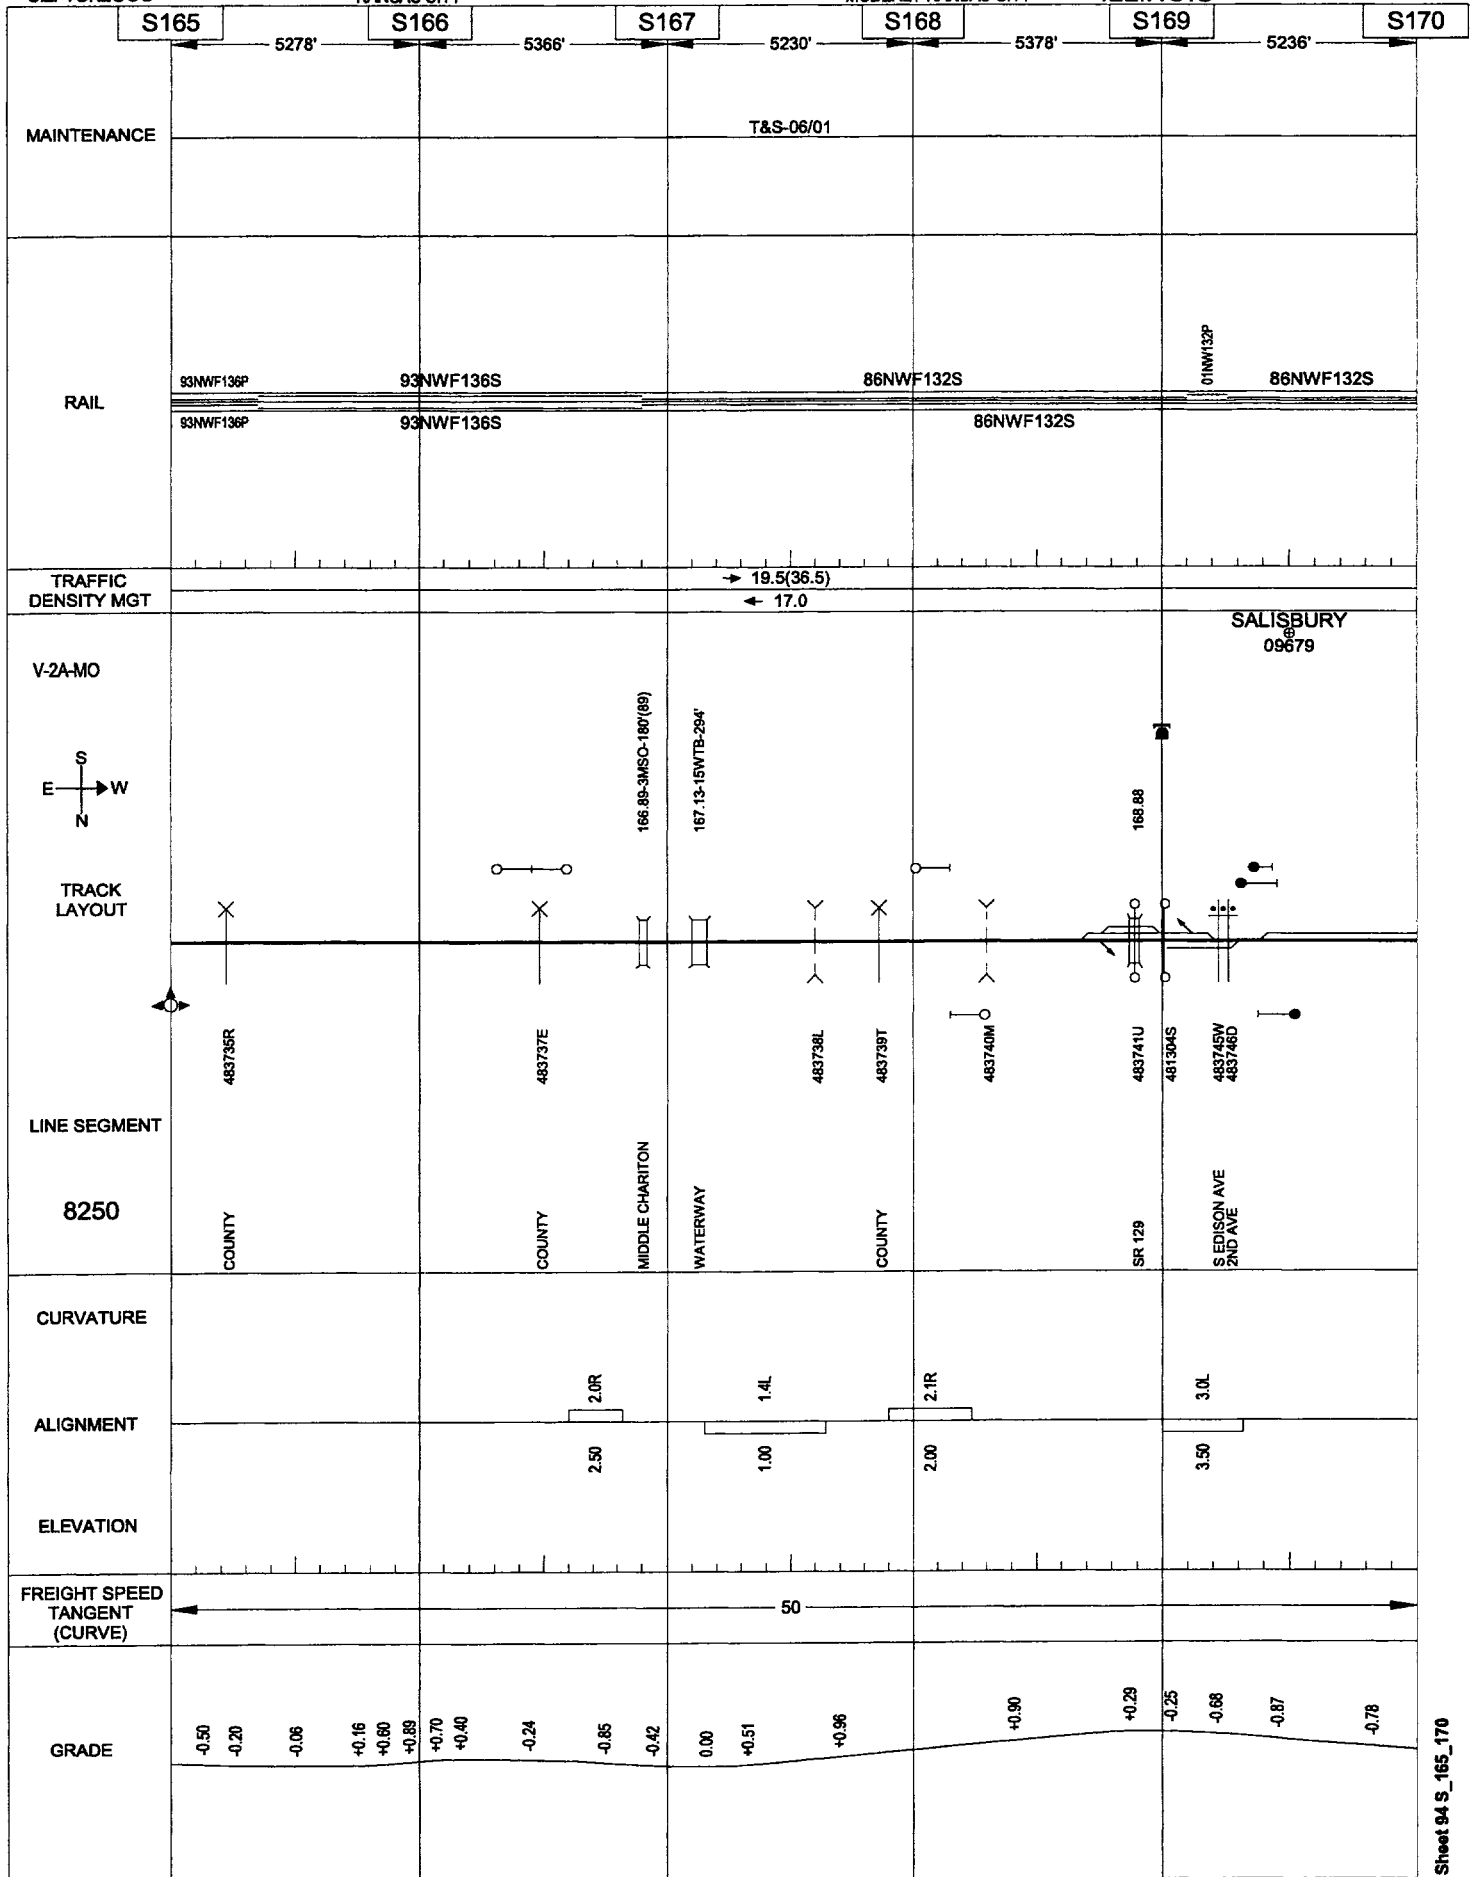 ILLINOIS
S165 S166 S167 S168 S169 S170
5278' 5366' 5230' 5378' 5236'
MAINTENANCE
T&S-06/01
RAIL
93NWF136P 93NWF136S 86NWF132S 01NW132P 86NWF132S
93NWF136P 93NWF136S 86NWF132S
TRAFFIC
DENSITY MGT
19.5(36.5)
17.0
SALISBURY
09679
V-2A-MO
S
E W
N
166.89-3MSO-180'(89)
167.13-15WTB-294'
168.88
TRACK
LAYOUT
483735R
483737E
483738L
483739T
483740M
483741U
481304S
483745W
483746D
LINE SEGMENT
8250
COUNTY
COUNTY
MIDDLE CHARITON
WATERWAY
COUNTY
SR 129
S EDISON AVE
2ND AVE
CURVATURE
2.0R 1.4L 2.1R 3.0L
ALIGNMENT
2.50 1.00 2.00 3.50
ELEVATION
FREIGHT SPEED
TANGENT
(CURVE)
50
GRADE
-0.50 -0.20 -0.06 +0.16 +0.60 +0.89 +0.70 +0.40 -0.24 -0.85 -0.42 0.00 +0.51 +0.96 +0.90 +0.29 -0.25 -0.68 -0.87 -0.78
Sheet 94 S_165_170